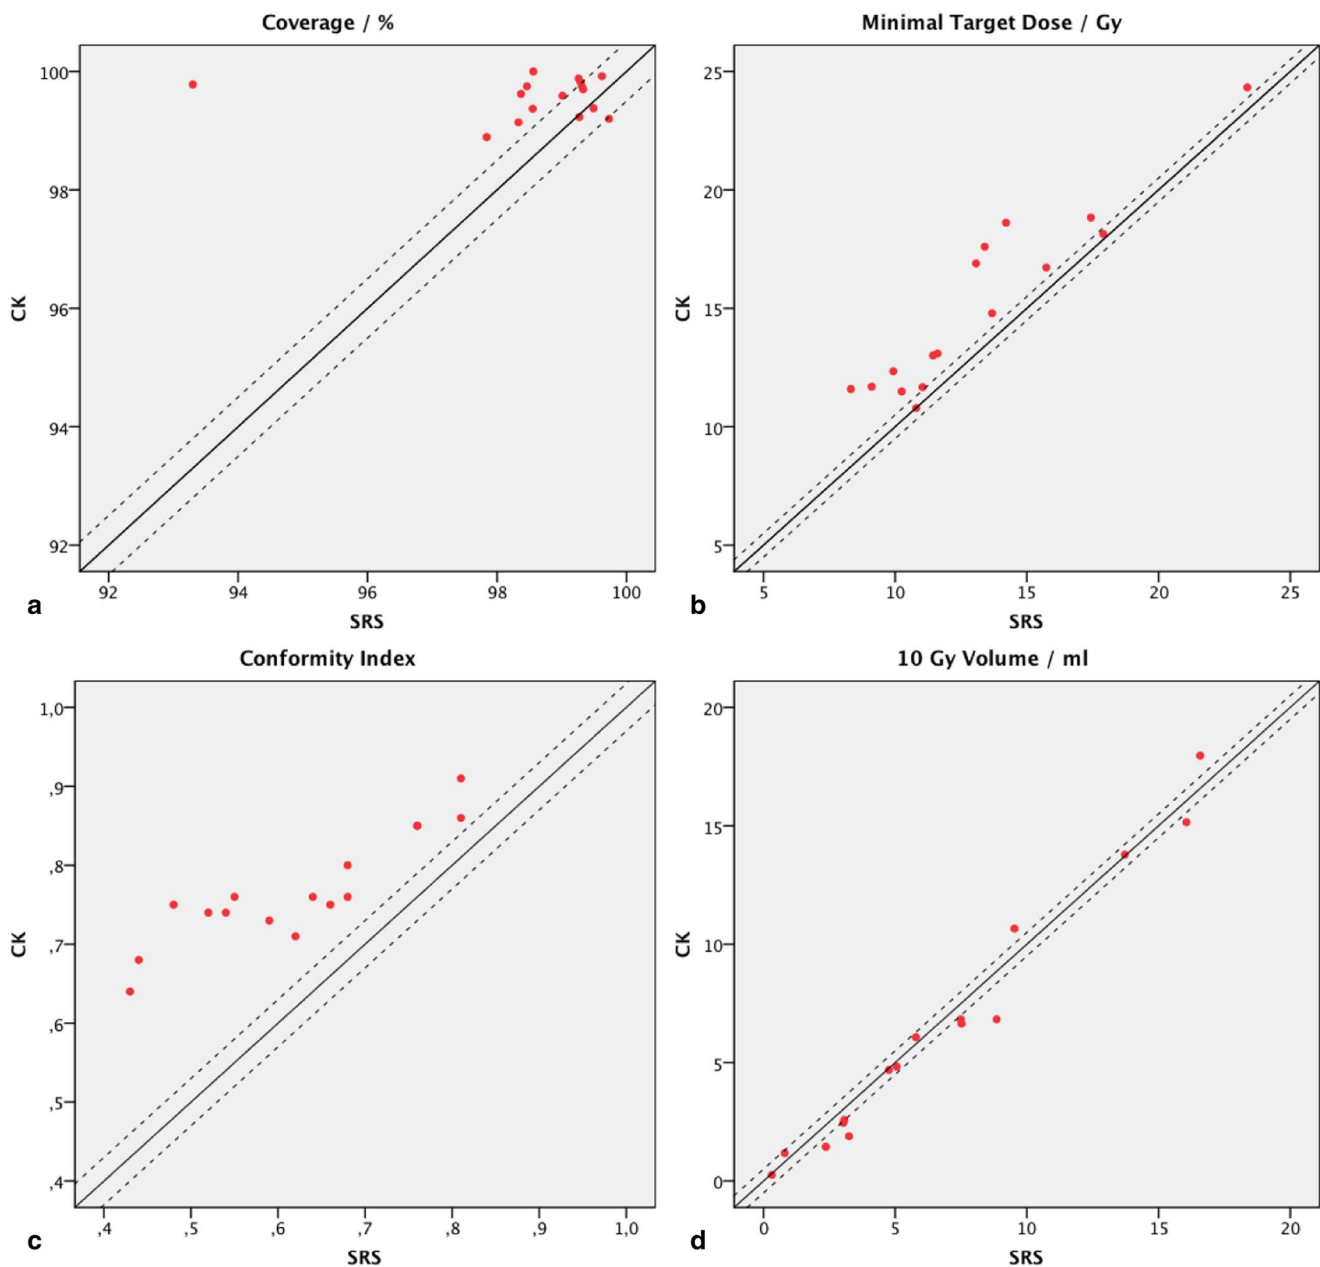 Coverage / %
100
98
96
94
92
CK
92 94 96 98 100
SRS
a
Minimal Target Dose / Gy
25
20
15
10
5
CK
5 10 15 20 25
SRS
b
Conformity Index
1,0
,9
,8
,7
,6
,5
,4
CK
,4 ,5 ,6 ,7 ,8 ,9 1,0
SRS
c
10 Gy Volume / ml
20
15
10
5
0
CK
0 5 10 15 20
SRS
d